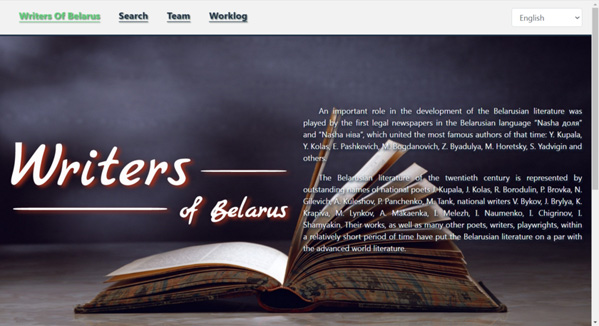 Writers Of Belarus Search Team Worklog English
Writers
of Belarus
An important role in the development of the Belarusian literature was
played by the first legal newspapers in the Belarusian language "Nasha доля"
and "Nasha нiва", which united the most famous authors of that time: Y. Kupala,
Y. Kolas, E. Pashkevich, M. Bogdanovich, Z. Byadulya, M. Horetsky, S. Yadvigin and
others.
The Belarusian literature of the twentieth century is represented by
outstanding names of national poets J. Kupala, J. Kolas, R. Borodulin, P. Brovka, N.
Gilevich, A. Kuleshov, P. Panchenko, M. Tank, national writers V. Bykov, J. Brylya, K.
Krapiva, M. Lynkov, A. Makaenka, I. Melezh, I. Naumenko, I. Chigrinov, I.
Shamyakin. Their works, as well as many other poets, writers, playwrights, within
a relatively short period of time have put the Belarusian literature on a par with
the advanced world literature.